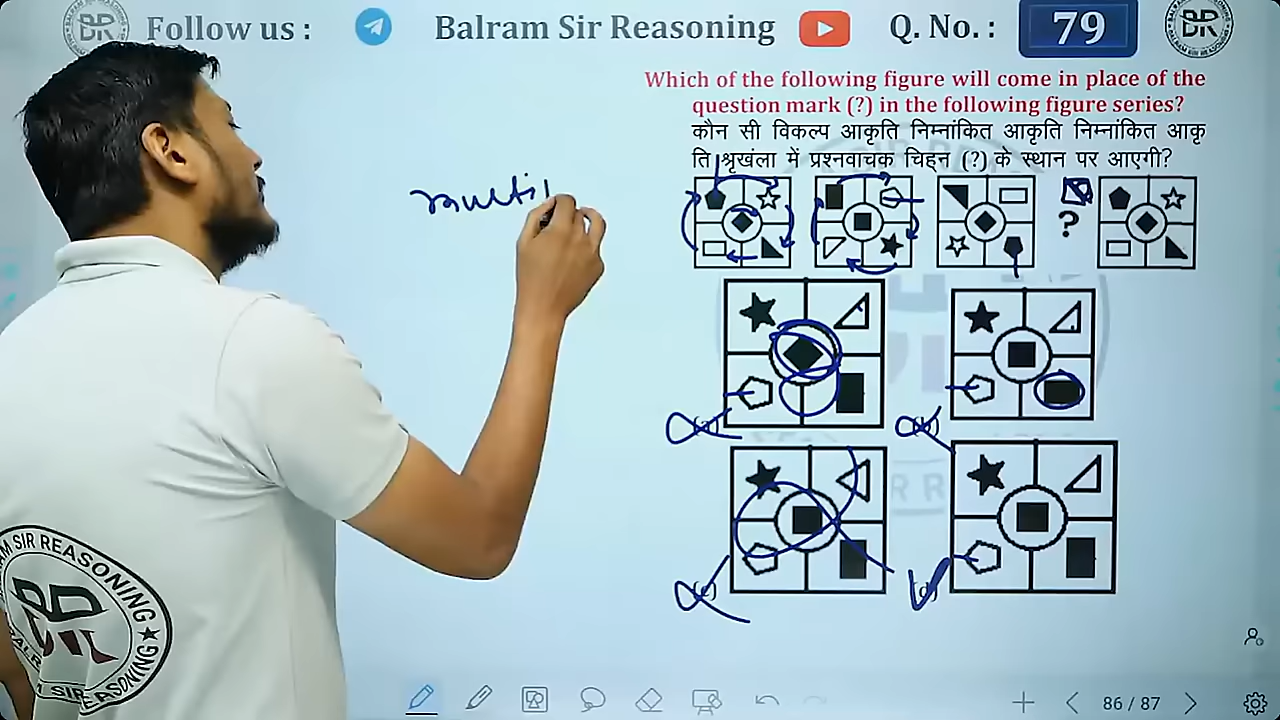 Follow us :
Balram Sir Reasoning
Q. No. :
79
BR
Which of the following figure will come in place of the
question mark (?) in the following figure series?
कौन सी विकल्प आकृति निम्नांकित आकृति निम्नांकित आकृ
ति श्रृखंला में प्रश्नवाचक चिह्न (?) के स्थान पर आएगी?
?
86 / 87